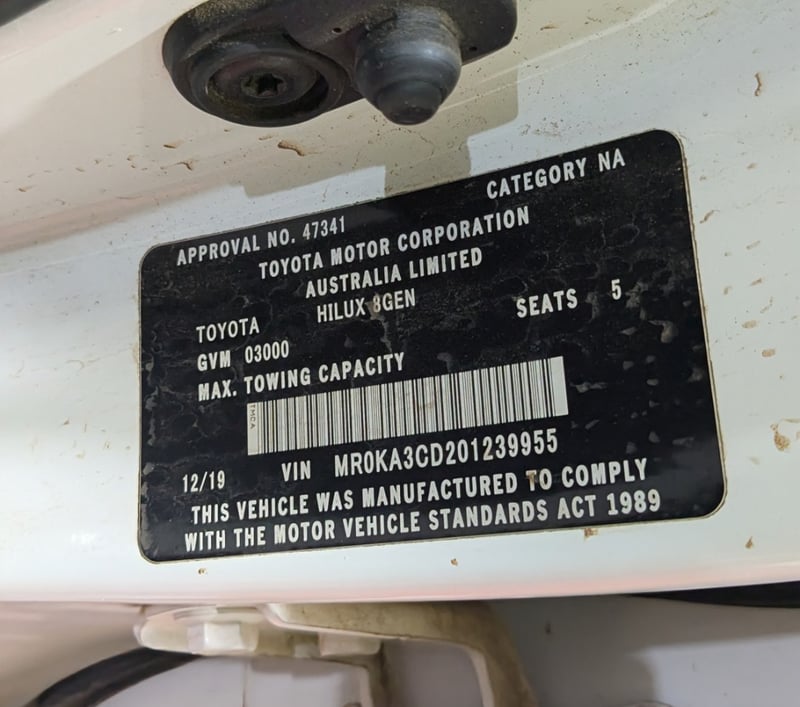 APPROVAL NO. 47341 CATEGORY NA
TOYOTA MOTOR CORPORATION
AUSTRALIA LIMITED
TOYOTA HILUX 8GEN
GVM 03000 SEATS 5
MAX. TOWING CAPACITY
TMCA
12/19 VIN MR0KA3CD201239955
THIS VEHICLE WAS MANUFACTURED TO COMPLY
WITH THE MOTOR VEHICLE STANDARDS ACT 1989